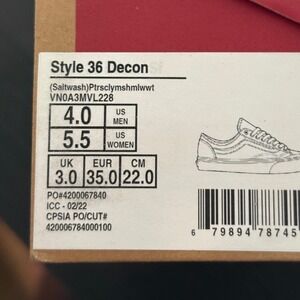 Style 36 Decon
(Saltwash)Ptrsclymshmlwwt
VN0A3MVL228
4.0 US MEN
5.5 US WOMEN
UK EUR CM
3.0 35.0 22.0
PO#4200067840
ICC - 02/22
CPSIA PO/CUT#
420006784000100
6 79894 78745